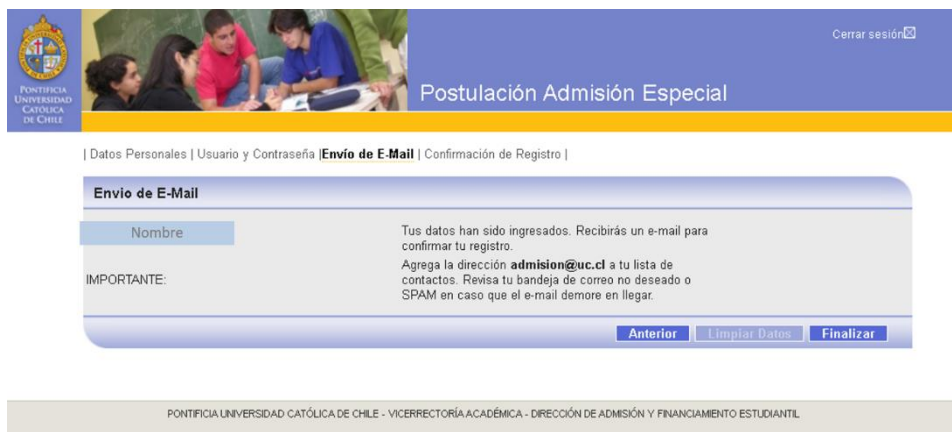 Cerrar sesión
PONTIFICIA
UNIVERSIDAD
CATÓLICA
DE CHILE
Postulación Admisión Especial
| Datos Personales | Usuario y Contraseña |Envío de E-Mail | Confirmación de Registro |
Envio de E-Mail
Nombre
Tus datos han sido ingresados. Recibirás un e-mail para
confirmar tu registro.
IMPORTANTE:
Agrega la dirección admision@uc.cl a tu lista de
contactos. Revisa tu bandeja de correo no deseado o
SPAM en caso que el e-mail demore en llegar.
Anterior Limpiar Datos Finalizar
PONTIFICIA UNIVERSIDAD CATÓLICA DE CHILE - VICERRECTORÍA ACADÉMICA - DIRECCIÓN DE ADMISIÓN Y FINANCIAMIENTO ESTUDIANTIL